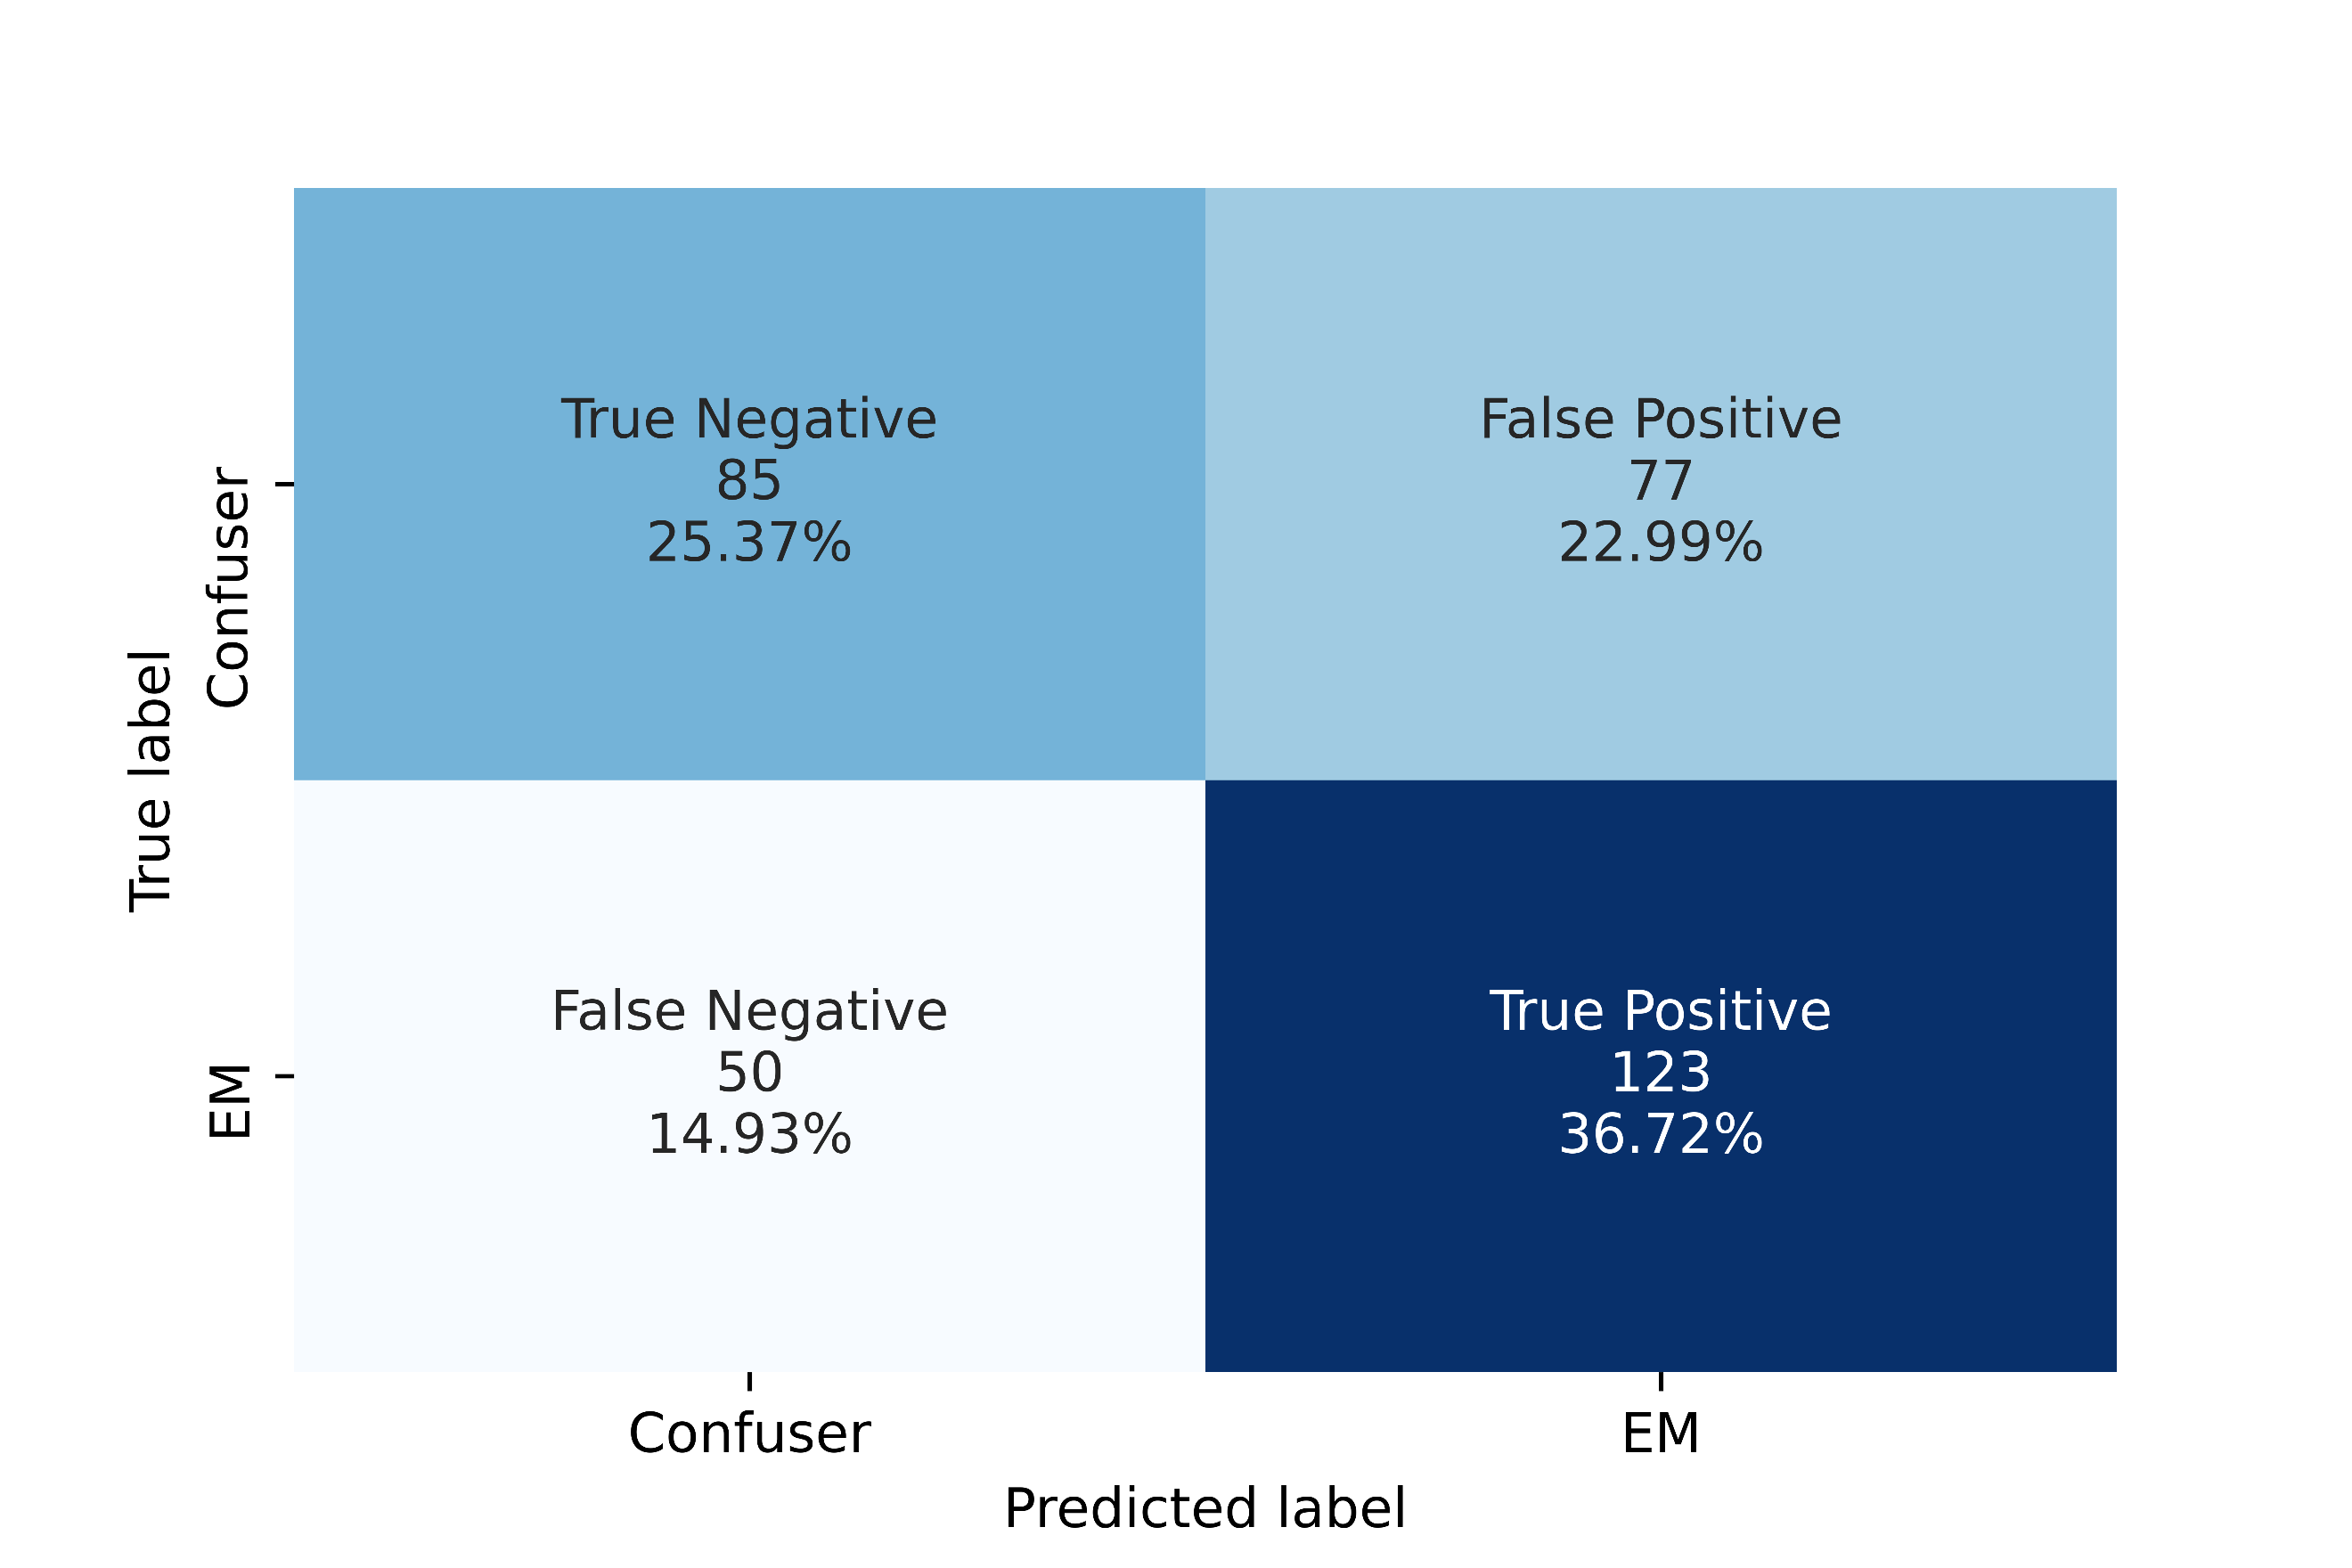 True label
Confuser
True Negative
85
25.37%
False Positive
77
22.99%
EM
False Negative
50
14.93%
True Positive
123
36.72%
Confuser
EM
Predicted label